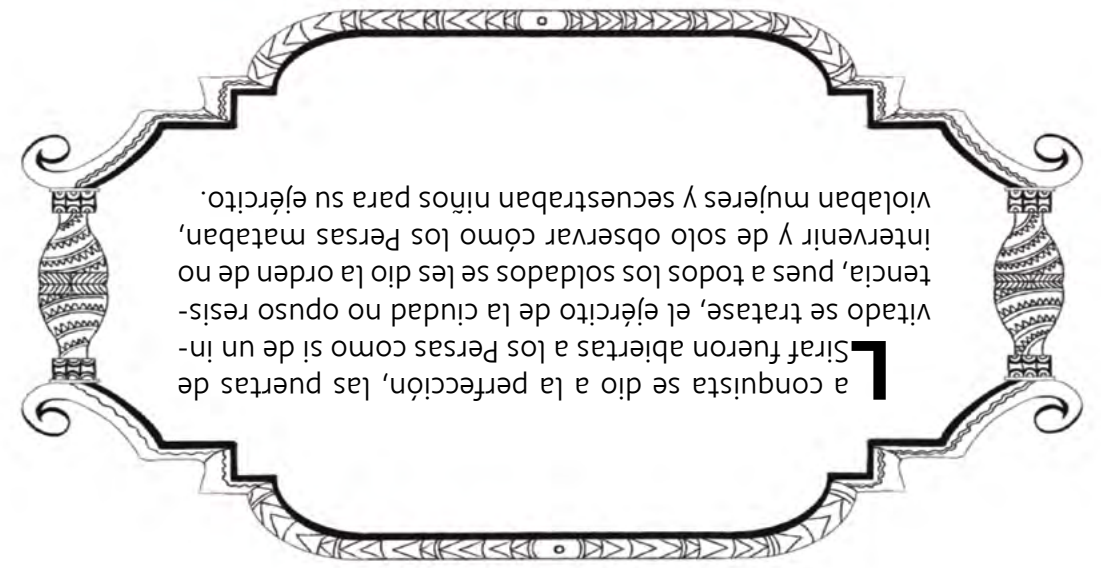 La conquista se dio a la perfección, las puertas de
Siraf fueron abiertas a los Persas como si de un in-
vitado se tratase, el ejército de la ciudad no opuso resis-
tencia, pues a todos los soldados se les dio la orden de no
intervenir y de solo observar cómo los Persas mataban,
violaban mujeres y secuestraban niños para su ejército.